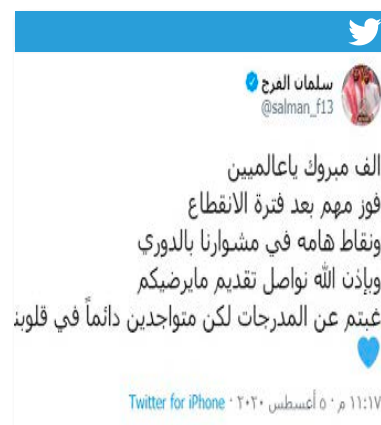 سلمان الفرج
@salman_f13
الف مبروك ياعالميين
فوز مهم بعد فترة الانقطاع
ونقاط هامه في مشوارنا بالدوري
وبإذن الله نواصل تقديم مايرضيكم
غبتم عن المدرجات لكن متواجدين دائماً في
١١:١٧ م · ٥ أغسطس ٢٠٢٠ · Twitter for iPhone